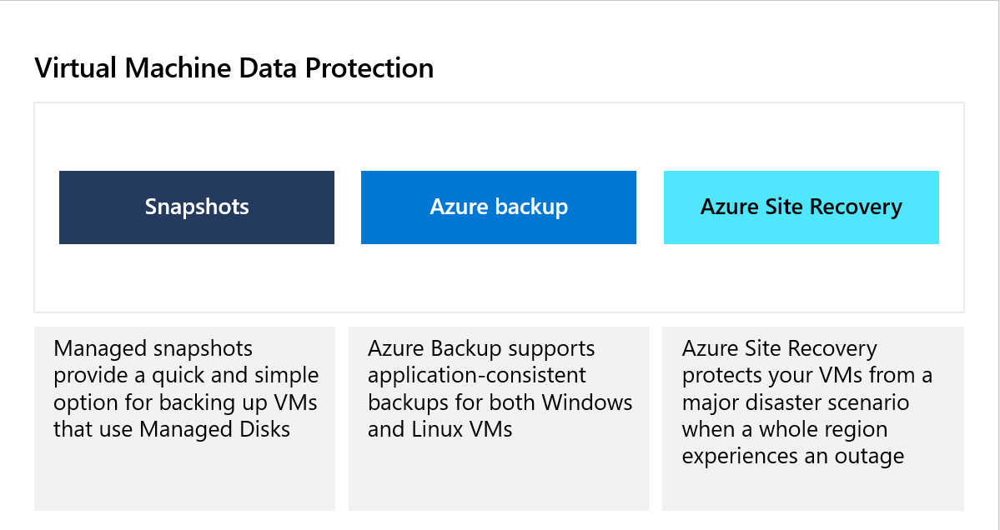 Virtual Machine Data Protection
Snapshots
Azure backup
Azure Site Recovery
Managed snapshots
provide a quick and simple
option for backing up VMs
that use Managed Disks
Azure Backup supports
application-consistent
backups for both Windows
and Linux VMs
Azure Site Recovery
protects your VMs from a
major disaster scenario
when a whole region
experiences an outage